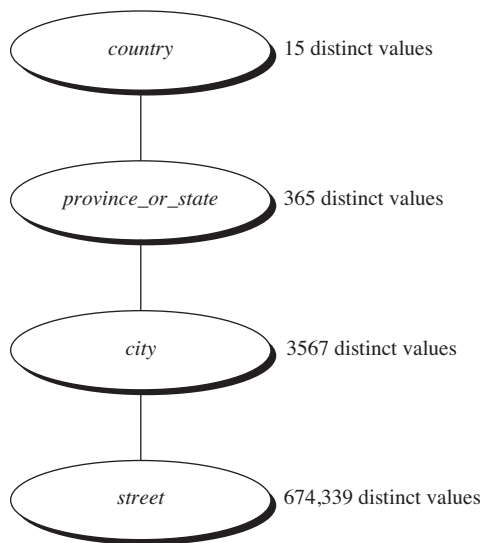 country 15 distinct values
province_or_state 365 distinct values
city 3567 distinct values
street 674,339 distinct values